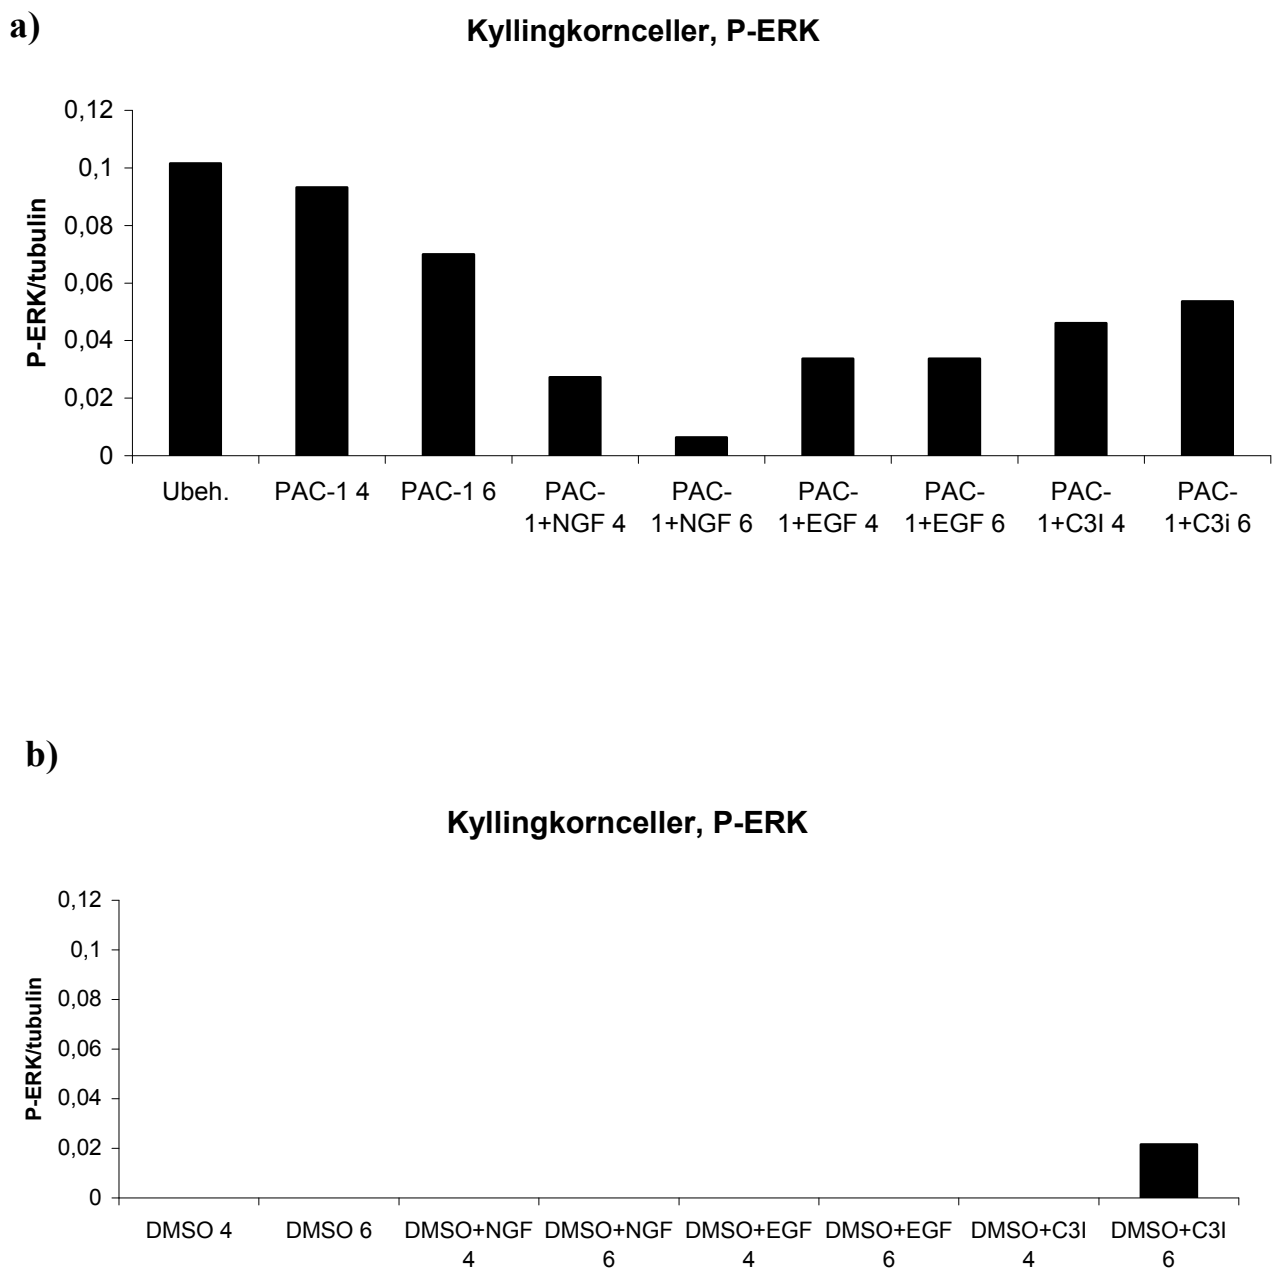 a)
Kyllingkornceller, P-ERK
0,12
0,1
0,08
0,06
0,04
0,02
0
P-ERK/tubulin
Ubeh. PAC-1 4 PAC-1 6 PAC- PAC- PAC- PAC- PAC- PAC-
1+NGF 4 1+NGF 6 1+EGF 4 1+EGF 6 1+C3I 4 1+C3i 6
b)
Kyllingkornceller, P-ERK
0,12
0,1
0,08
0,06
0,04
0,02
0
P-ERK/tubulin
DMSO 4 DMSO 6 DMSO+NGF DMSO+NGF DMSO+EGF DMSO+EGF DMSO+C3I DMSO+C3I
4 6 4 6 4 6